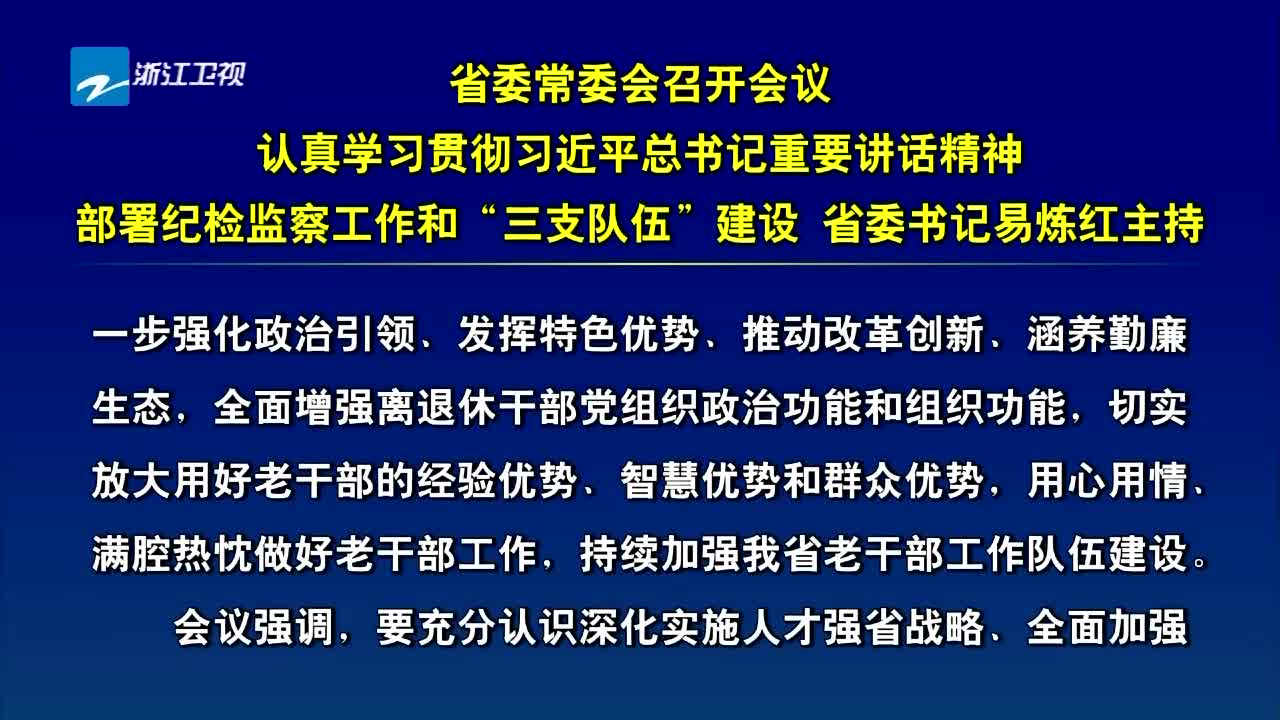 浙江卫视
省委常委会召开会议
认真学习贯彻习近平总书记重要讲话精神
部署纪检监察工作和“三支队伍”建设 省委书记易炼红主持
一步强化政治引领、发挥特色优势、推动改革创新、涵养勤廉
生态，全面增强离退休干部党组织政治功能和组织功能，切实
放大用好老干部的经验优势、智慧优势和群众优势，用心用情、
满腔热忱做好老干部工作，持续加强我省老干部工作队伍建设。
会议强调，要充分认识深化实施人才强省战略、全面加强